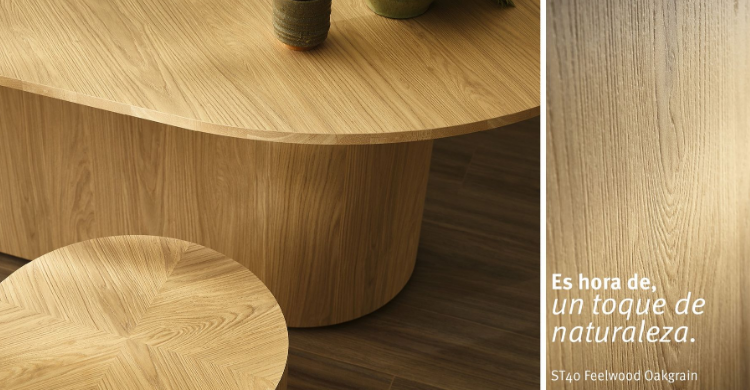 Es hora de,
un toque de
naturaleza.
ST40 Feelwood Oakgrain